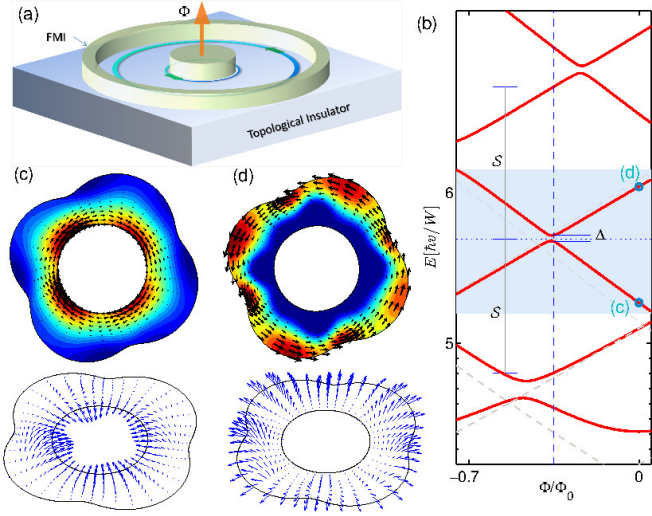 (a)
Φ
FMI
Topological Insulator
(b)
E[ħv/W]
6
5
S
S
Δ
(d)
(c)
−0.7
0
Φ/Φ₀
(c)
(d)